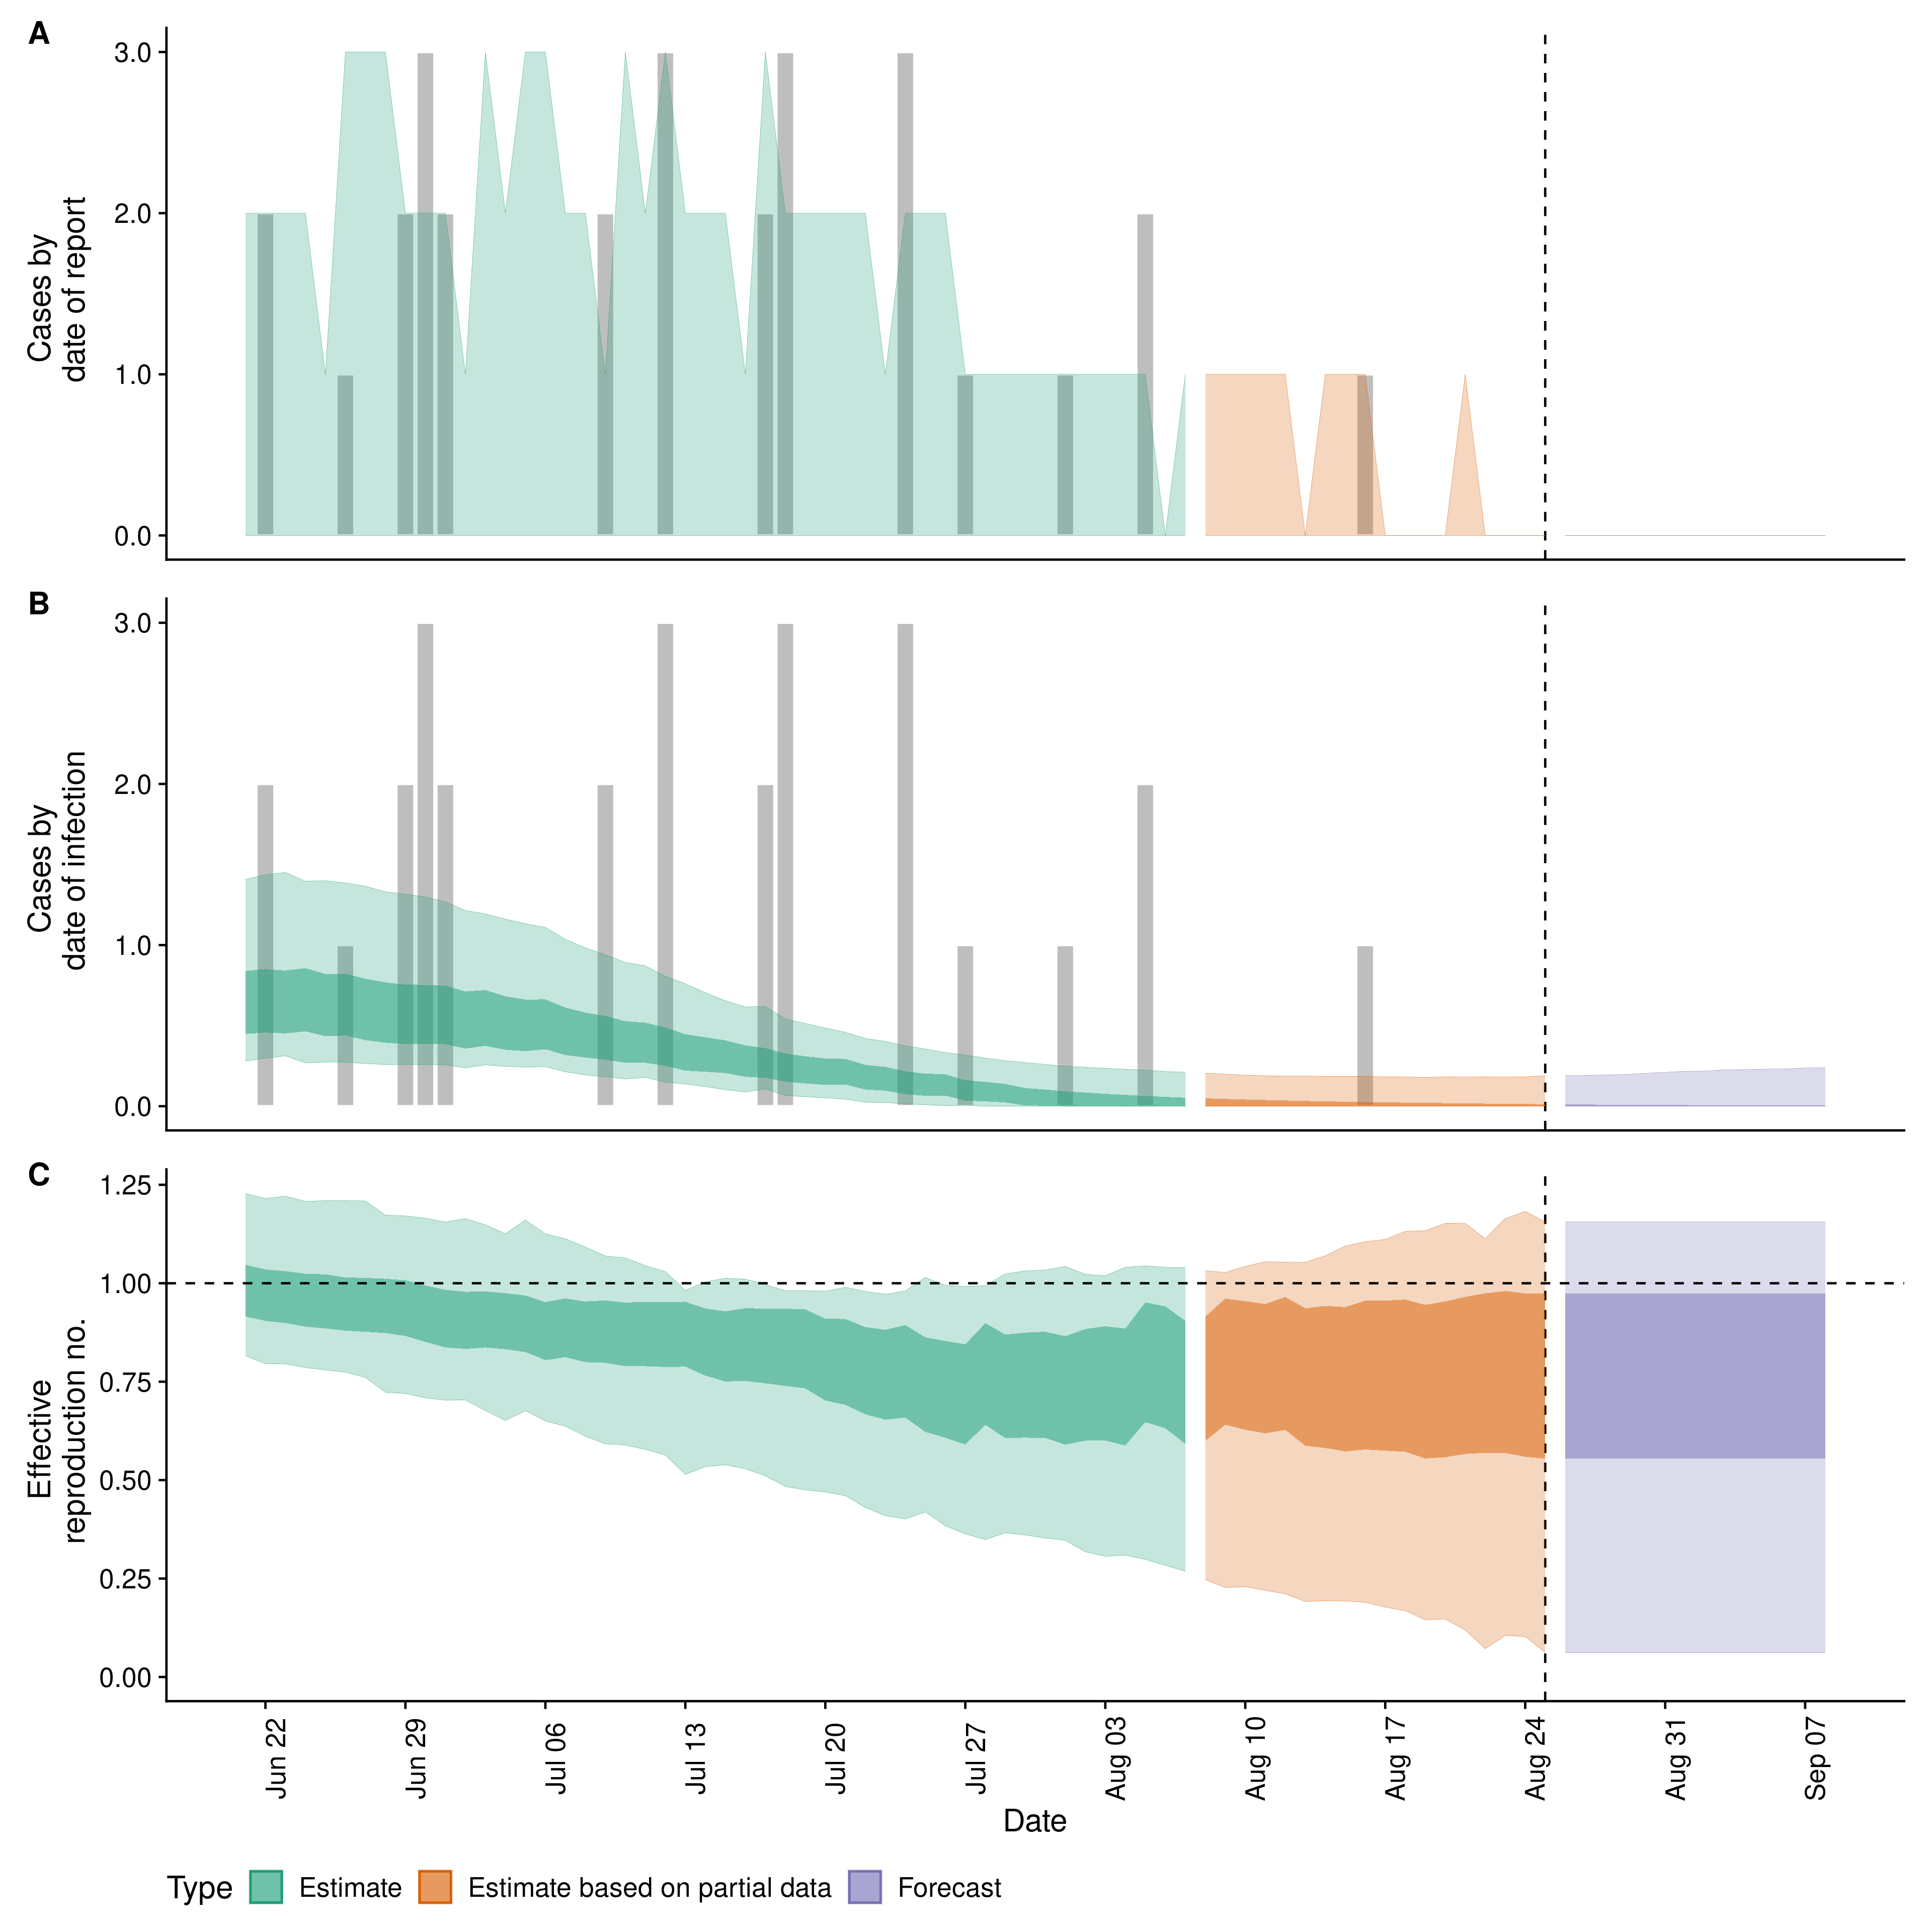 A
Cases by
date of report
3.0
2.0
1.0
0.0
B
Cases by
date of infection
3.0
2.0
1.0
0.0
C
Effective
reproduction no.
1.25
1.00
0.75
0.50
0.25
0.00
Jun 22
Jun 29
Jul 06
Jul 13
Jul 20
Jul 27
Aug 03
Aug 10
Aug 17
Aug 24
Aug 31
Sep 07
Date
Type Estimate Estimate based on partial data Forecast